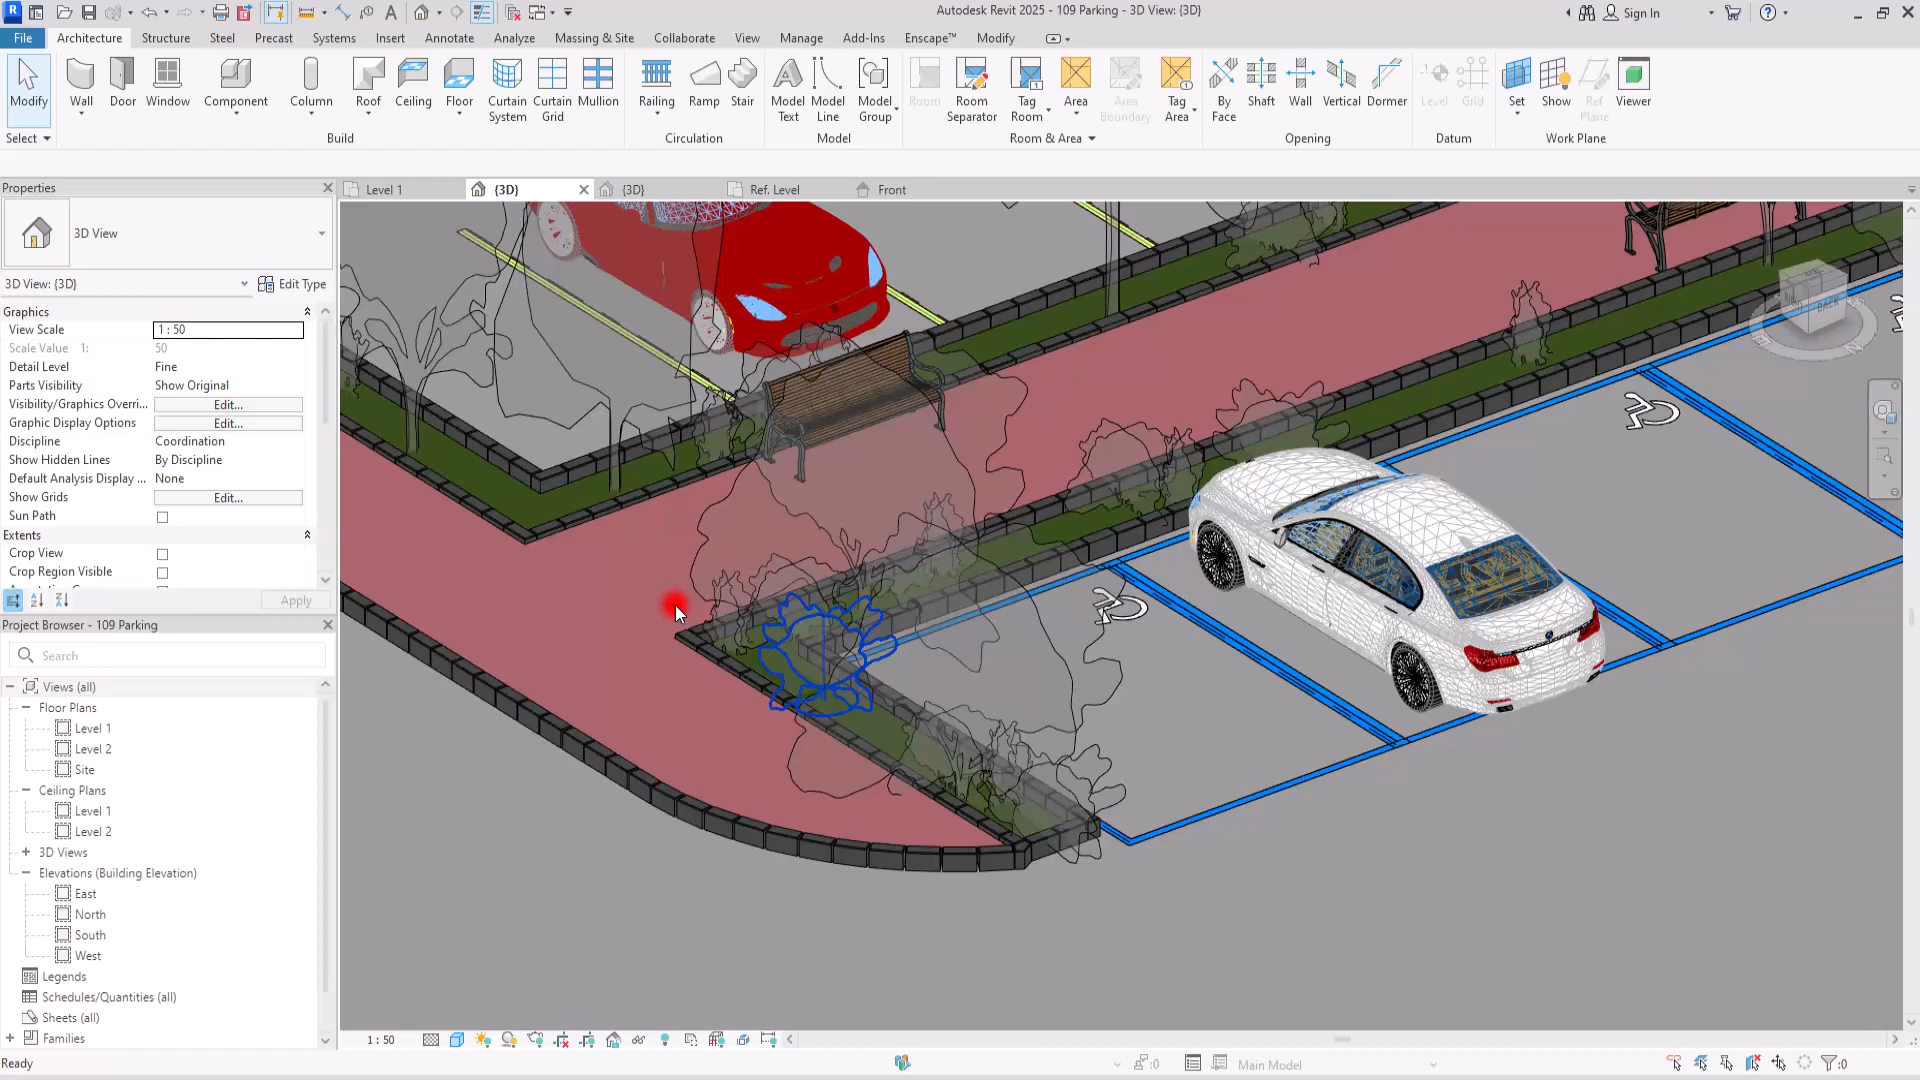 Autodesk Revit 2025 - 109 Parking - 3D View: {3D}
Sign In
File Architecture Structure Steel Precast Systems Insert Annotate Analyze Massing & Site Collaborate View Manage Add-Ins Enscape™ Modify
Modify
Wall
Door
Window
Component
Column
Roof
Ceiling
Floor
Curtain System
Curtain Grid
Mullion
Railing
Ramp
Stair
Model Text
Model Line
Model Group
Room
Room Separator
Tag Room
Area
Area Boundary
Tag Area
By Face
Shaft
Wall
Vertical
Dormer
Level
Grid
Set
Show
Ref Plane
Viewer
Select
Build
Circulation
Model
Room & Area
Opening
Datum
Work Plane
Properties
Level 1
{3D}
{3D}
Ref. Level
Front
3D View
3D View: {3D}
Edit Type
Graphics
View Scale 1 : 50
Scale Value 1: 50
Detail Level Fine
Parts Visibility Show Original
Visibility/Graphics Overri... Edit...
Graphic Display Options Edit...
Discipline Coordination
Show Hidden Lines By Discipline
Default Analysis Display ... None
Show Grids Edit...
Sun Path
Extents
Crop View
Crop Region Visible
Apply
Project Browser - 109 Parking
Search
Views (all)
Floor Plans
Level 1
Level 2
Site
Ceiling Plans
Level 1
Level 2
3D Views
Elevations (Building Elevation)
East
North
South
West
Legends
Schedules/Quantities (all)
Sheets (all)
Families
BACK
1 : 50
Ready
:0
Main Model
:0